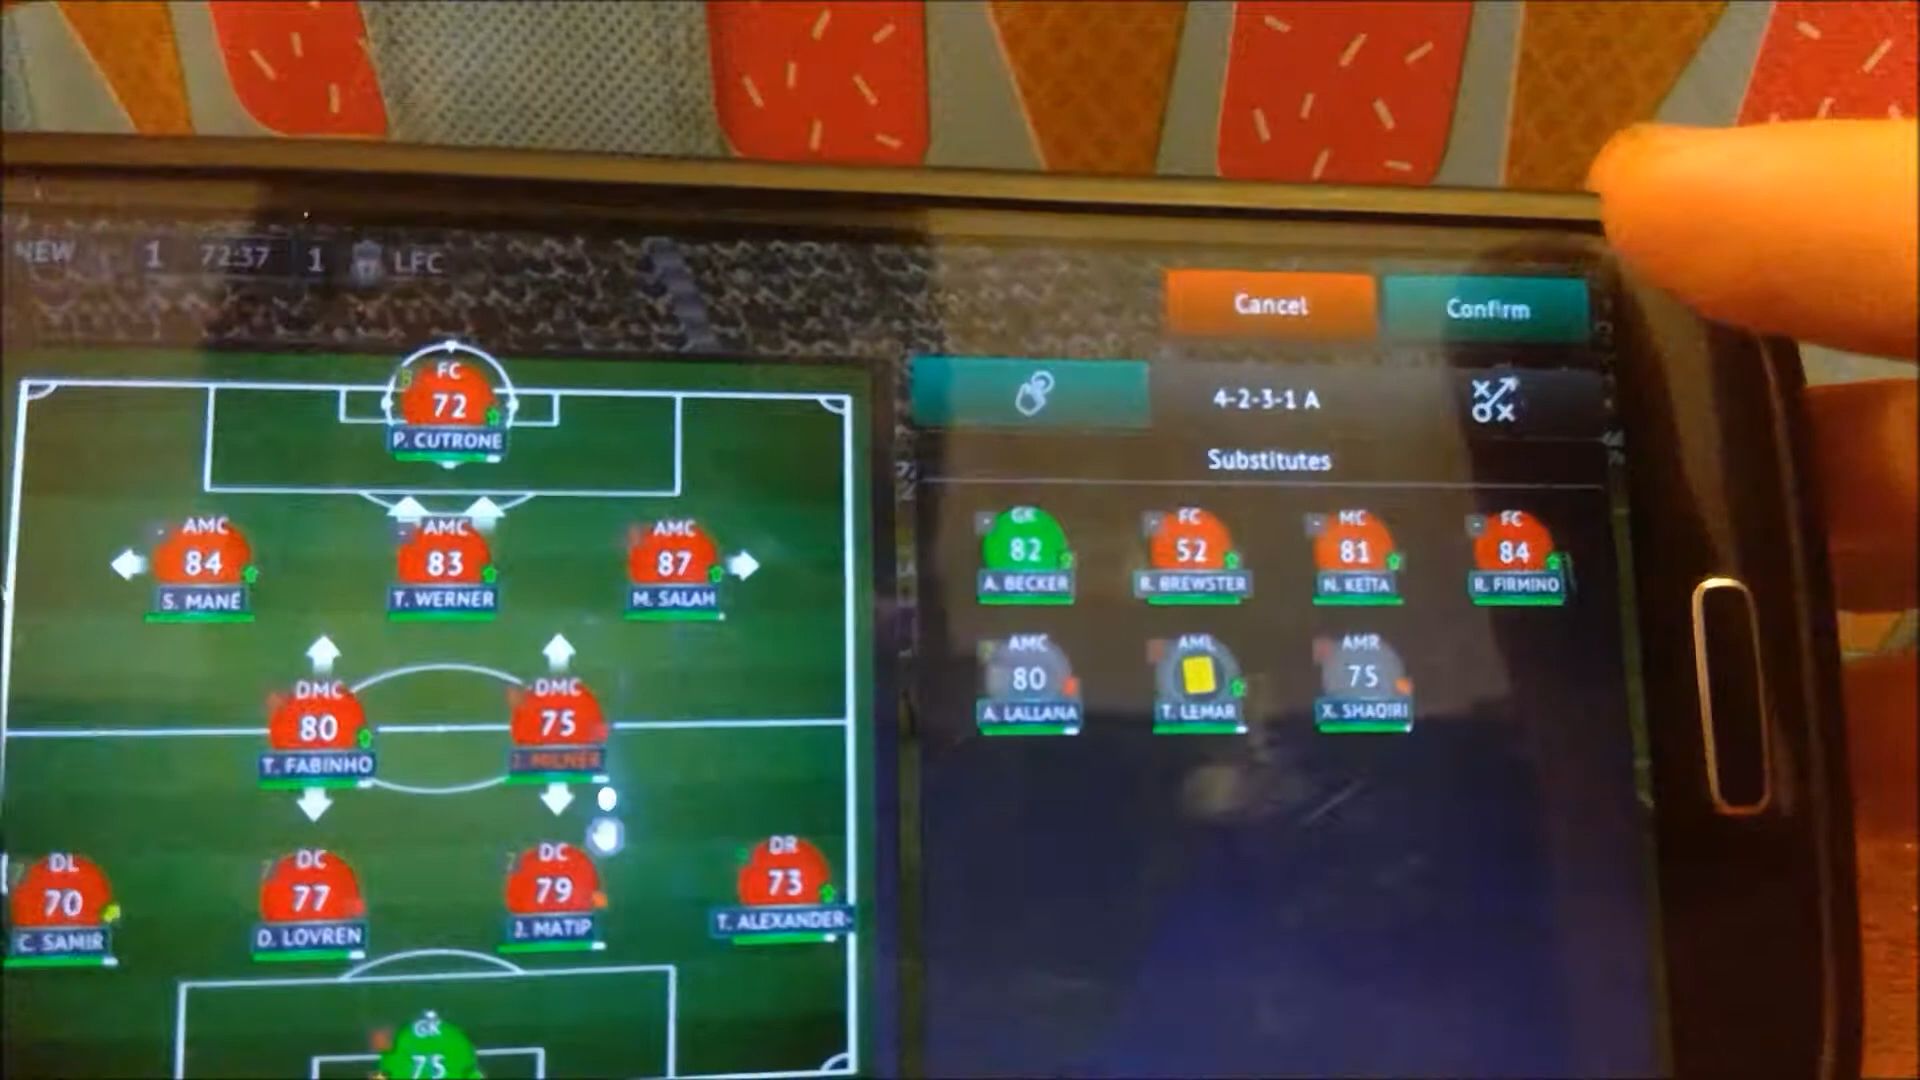 NEW 1 72:37 1 LFC
Cancel
Confirm
4-2-3-1 A
Substitutes
FC
72
P. CUTRONE
AMC
84
S. MANE
AMC
83
T. WERNER
AMC
87
M. SALAH
DMC
80
T. FABINHO
DMC
75
J. MILNER
DL
70
C. SAMIR
DC
77
D. LOVREN
DC
79
J. MATIP
DR
73
T. ALEXANDER-
GK
75
GK
82
A. BECKER
FC
52
R. BREWSTER
MC
81
N. KEITA
FC
84
R. FIRMINO
AMC
80
A. LALLANA
AML
T. LEMAR
AMR
75
X. SHAQIRI